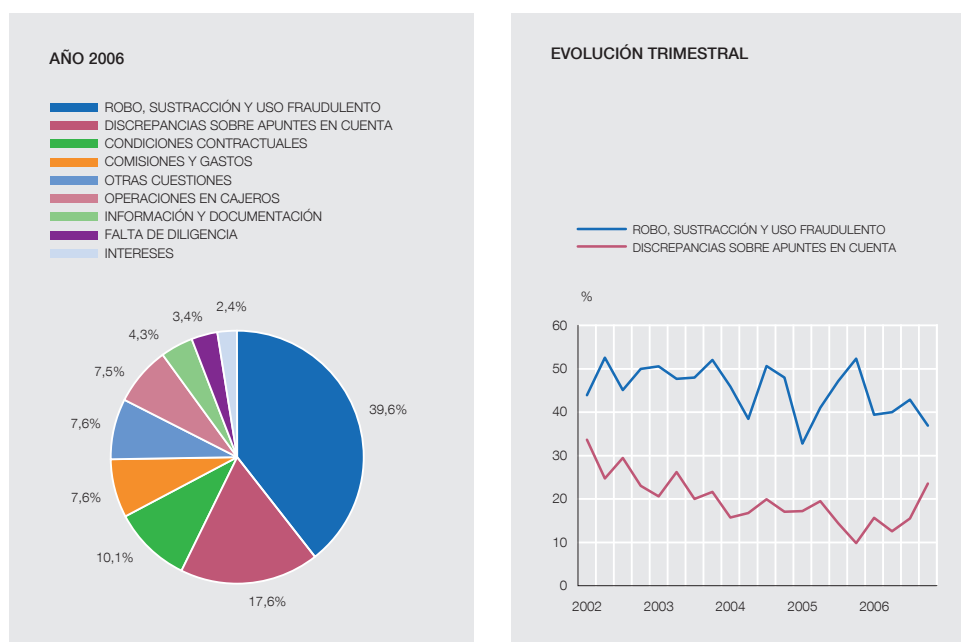 AÑO 2006
ROBO, SUSTRACCIÓN Y USO FRAUDULENTO
DISCREPANCIAS SOBRE APUNTES EN CUENTA
CONDICIONES CONTRACTUALES
COMISIONES Y GASTOS
OTRAS CUESTIONES
OPERACIONES EN CAJEROS
INFORMACIÓN Y DOCUMENTACIÓN
FALTA DE DILIGENCIA
INTERESES
2,4%
3,4%
4,3%
7,5%
7,6%
7,6%
10,1%
17,6%
39,6%
EVOLUCIÓN TRIMESTRAL
ROBO, SUSTRACCIÓN Y USO FRAUDULENTO
DISCREPANCIAS SOBRE APUNTES EN CUENTA
%
60
50
40
30
20
10
0
2002 2003 2004 2005 2006